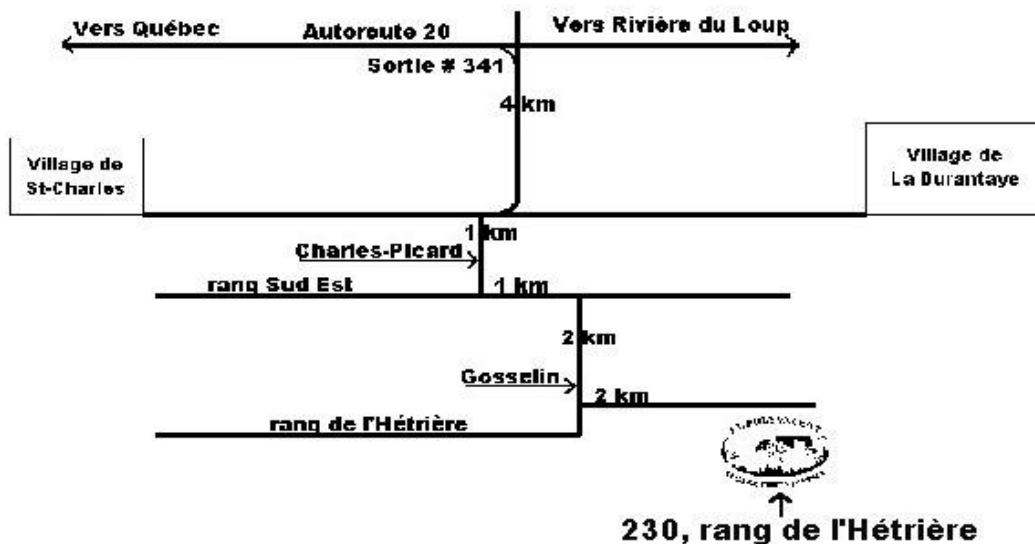 Vers Québec
Autoroute 20
Vers Rivière du Loup
Sortie # 341
4 km
Village de
St-Charles
Village de
La Durantaye
1 km
Charles-Picard
rang Sud Est
1 km
2 km
Gosselin
2 km
rang de l'Hétrière
230, rang de l'Hétrière